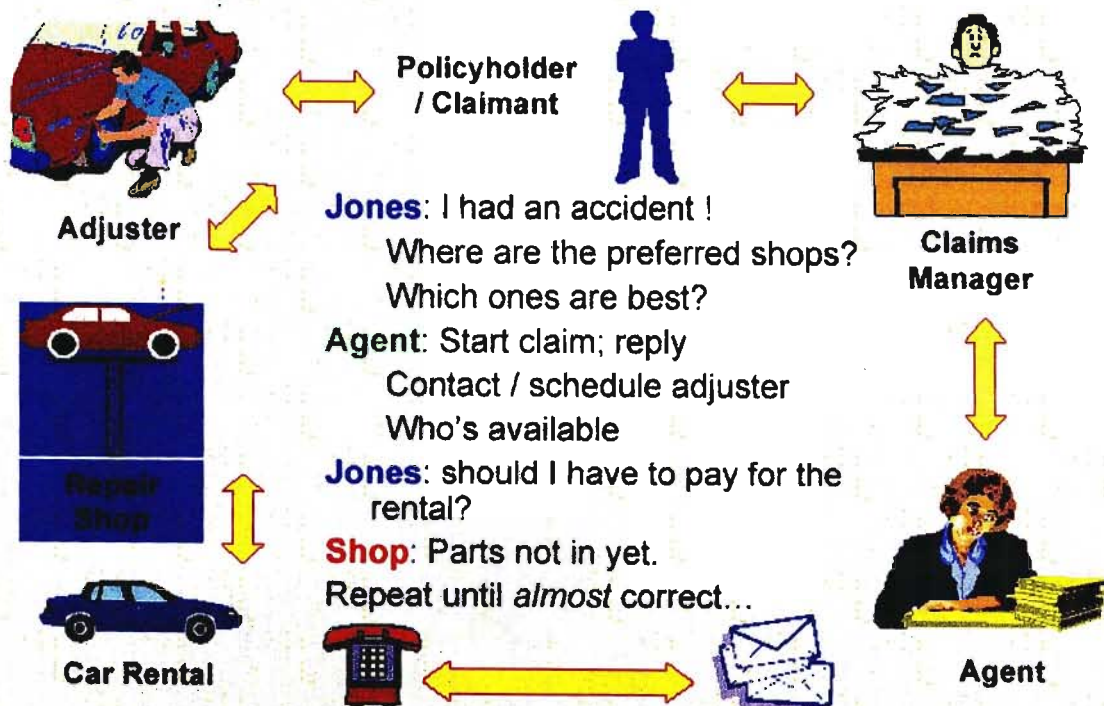 Policyholder
/ Claimant
Adjuster
Jones: I had an accident !
Where are the preferred shops?
Which ones are best?
Claims
Manager
Agent: Start claim; reply
Contact / schedule adjuster
Who's available
Repair
Shop
Jones: should I have to pay for the
rental?
Shop: Parts not in yet.
Repeat until almost correct...
Car Rental
Agent